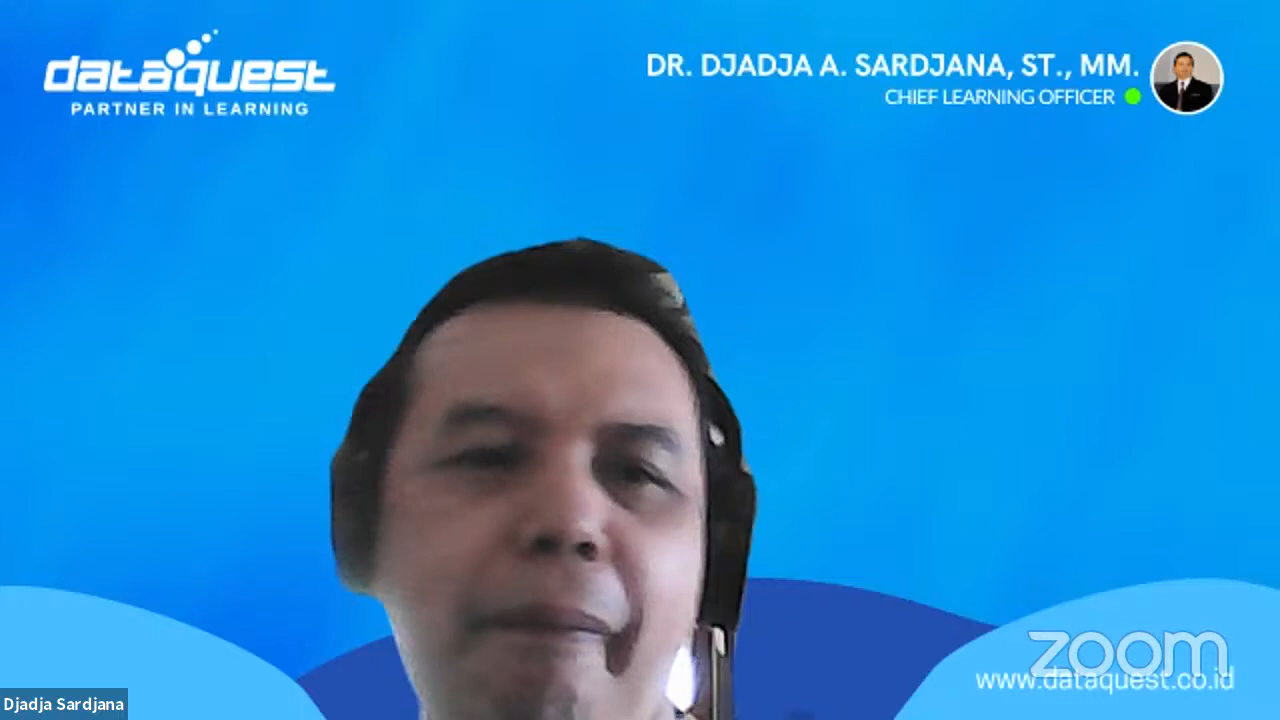 dataquest
PARTNER IN LEARNING
DR. DJADJA A. SARDJANA, ST., MM.
CHIEF LEARNING OFFICER
zoom
www.dataquest.co.id
Djadja Sardjana